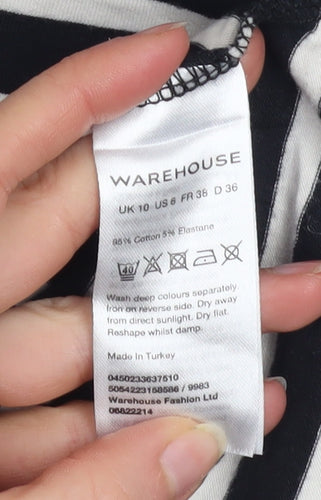 WAREHOUSE
UK 10 US 6 FR 38 D 36
95% Cotton 5% Elastane
40
Wash deep colours separately.
Iron on reverse side. Dry away
from direct sunlight. Dry flat.
Reshape whilst damp.
Made In Turkey
0450233637510
5054223158586 / 9983
Warehouse Fashion Ltd
06822214